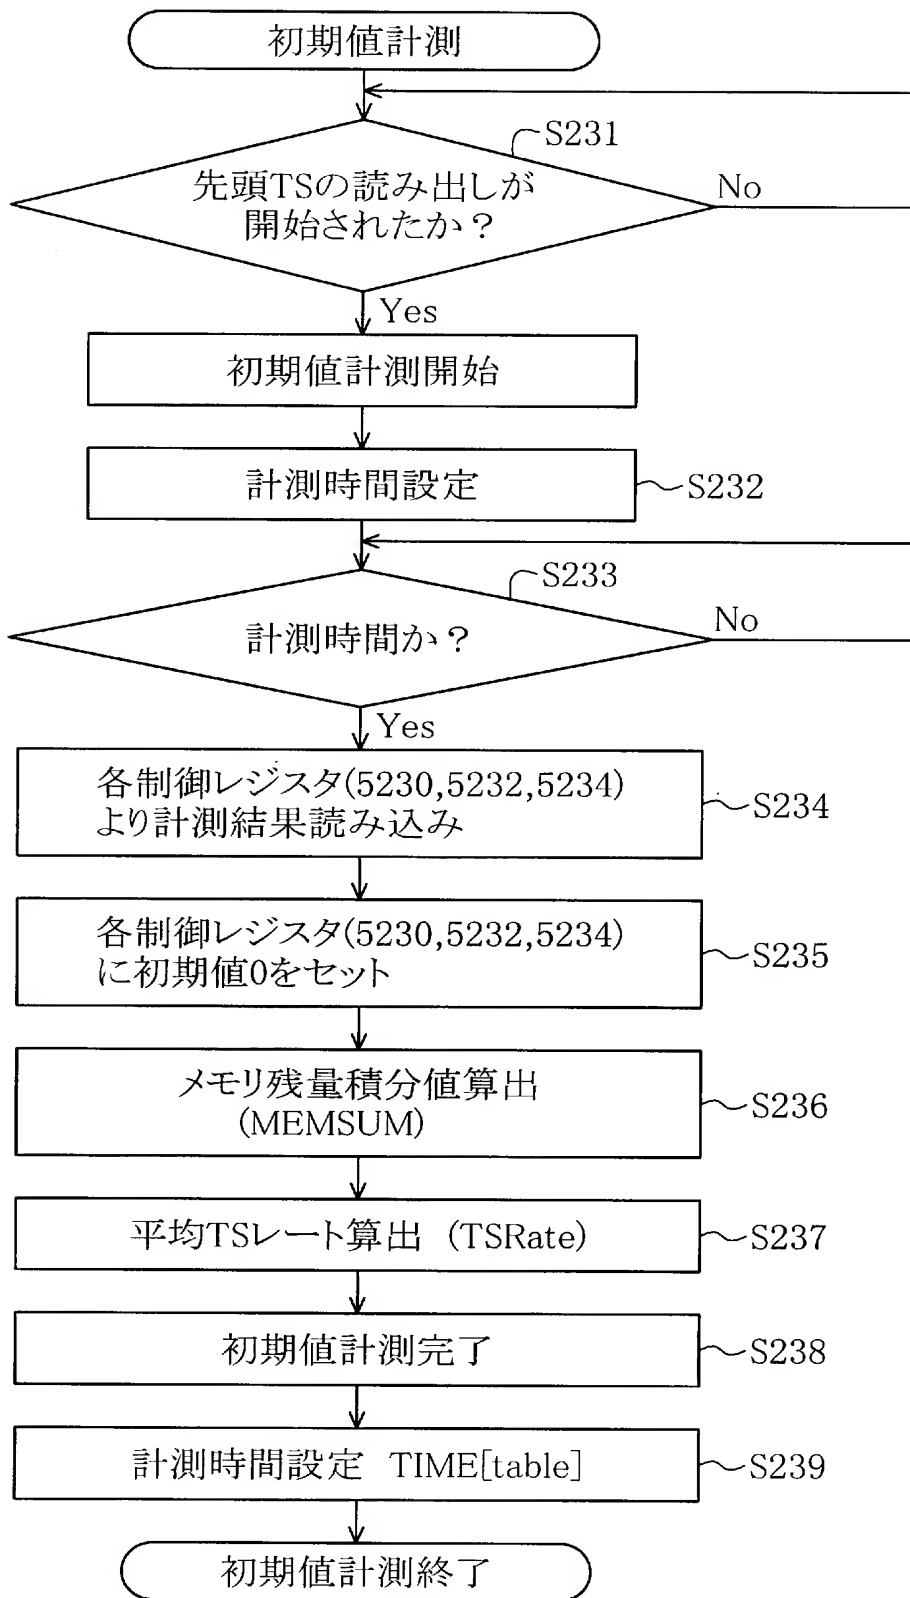 初期値計測
S231
先頭TSの読み出しが
開始されたか？
No
Yes
初期値計測開始
計測時間設定
S232
S233
計測時間か？
No
Yes
各制御レジスタ(5230,5232,5234)
より計測結果読み込み
S234
各制御レジスタ(5230,5232,5234)
に初期値0をセット
S235
メモリ残量積分値算出
(MEMSUM)
S236
平均TSレート算出 (TSRate)
S237
初期値計測完了
S238
計測時間設定 TIME[table]
S239
初期値計測終了